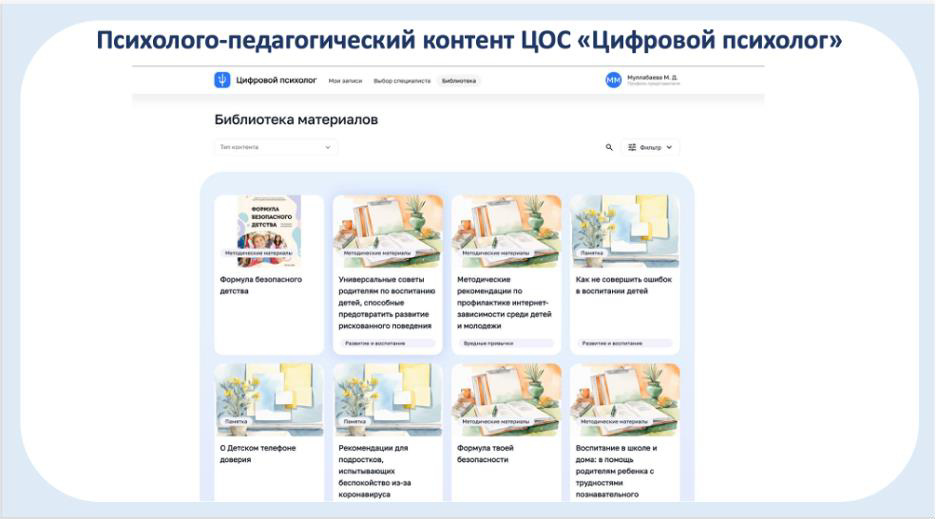 Психолого-педагогический контент ЦОС «Цифровой психолог»
Цифровой психолог Мои записи Выбор специалиста Библиотека ММ Муллабаева М. Д.
Библиотека материалов
Тип контента Фильтр
ФОРМУЛА
БЕЗОПАСНОГО
ДЕТСТВА
Методические материалы
Методические материалы
Методические материалы
Памятка
Формула безопасного
детства
Универсальные советы
родителям по воспитанию
детей, способные
предотвратить развитие
рискованного поведения
Развитие и воспитание
Методические
рекомендации по
профилактике интернет-
зависимости среди детей
и молодежи
Вредные привычки
Как не совершить ошибок
в воспитании детей
Развитие и воспитание
Памятка
Памятка
Методические материалы
Методические материалы
О Детском телефоне
доверия
Рекомендации для
подростков,
испытывающих
беспокойство из-за
коронавируса
Формула твоей
безопасности
Воспитание в школе и
дома: в помощь
родителям ребенка с
трудностями
познавательного